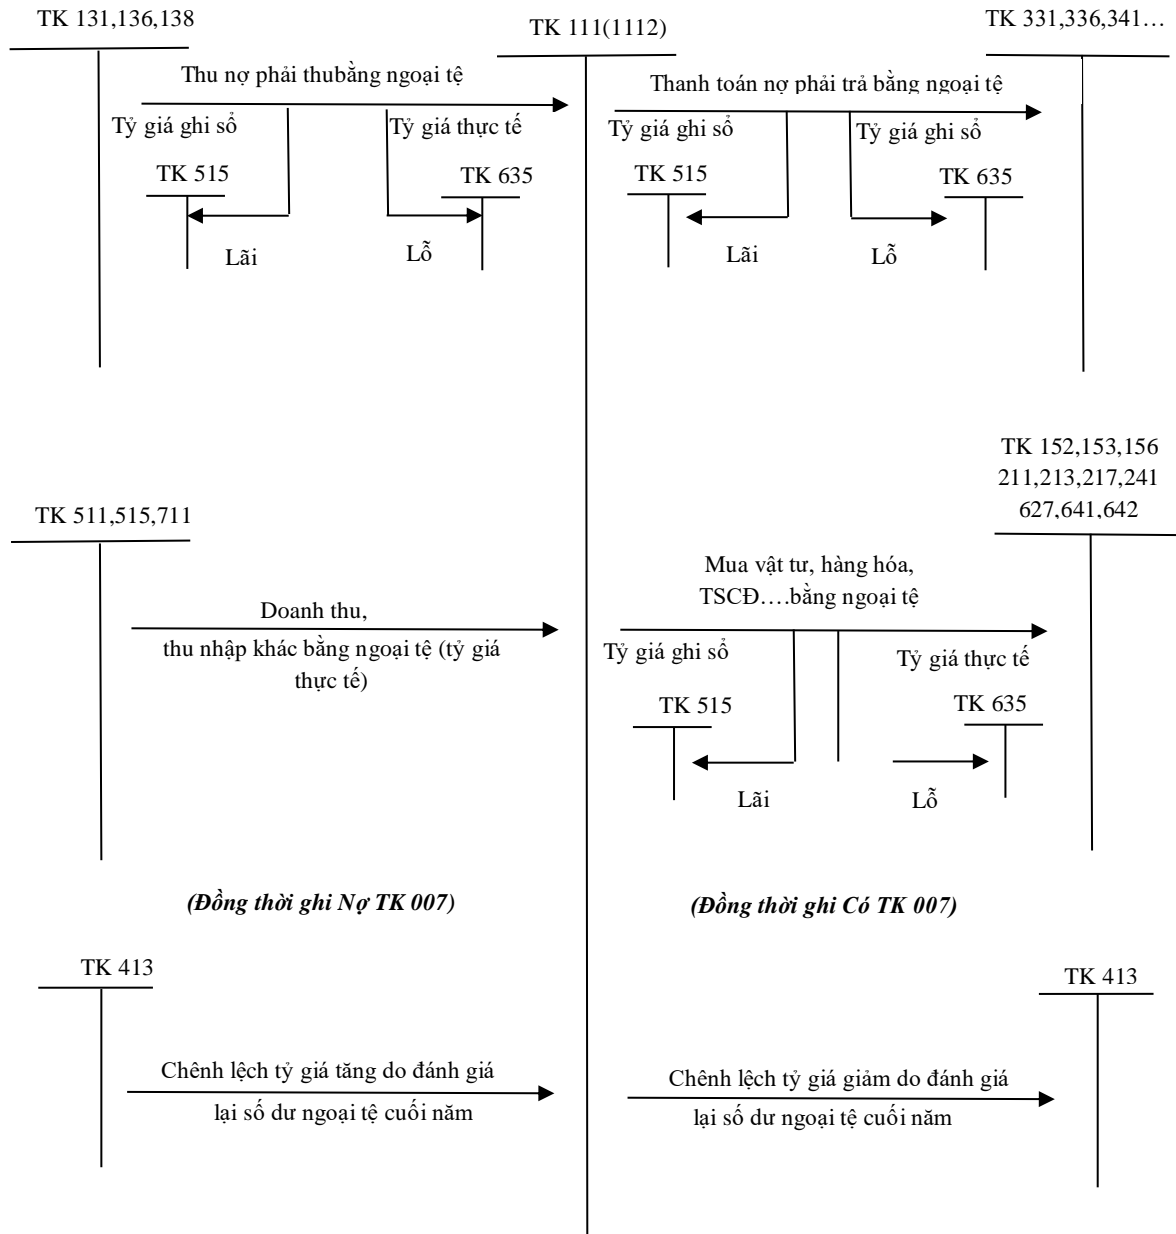 TK 131,136,138
TK 111(1112)
TK 331,336,341…
Thu nợ phải thubằng ngoại tệ
Tỷ giá ghi sổ
Tỷ giá thực tế
TK 515
TK 635
Lãi
Lỗ
Thanh toán nợ phải trả bằng ngoại tệ
Tỷ giá ghi sổ
Tỷ giá ghi sổ
TK 515
TK 635
Lãi
Lỗ
TK 511,515,711
Doanh thu,
thu nhập khác bằng ngoại tệ (tỷ giá
thực tế)
TK 152,153,156
211,213,217,241
627,641,642
Mua vật tư, hàng hóa,
TSCĐ….bằng ngoại tệ
Tỷ giá ghi sổ
Tỷ giá thực tế
TK 515
TK 635
Lãi
Lỗ
(Đồng thời ghi Nợ TK 007)
(Đồng thời ghi Có TK 007)
TK 413
Chênh lệch tỷ giá tăng do đánh giá
lại số dư ngoại tệ cuối năm
TK 413
Chênh lệch tỷ giá giảm do đánh giá
lại số dư ngoại tệ cuối năm